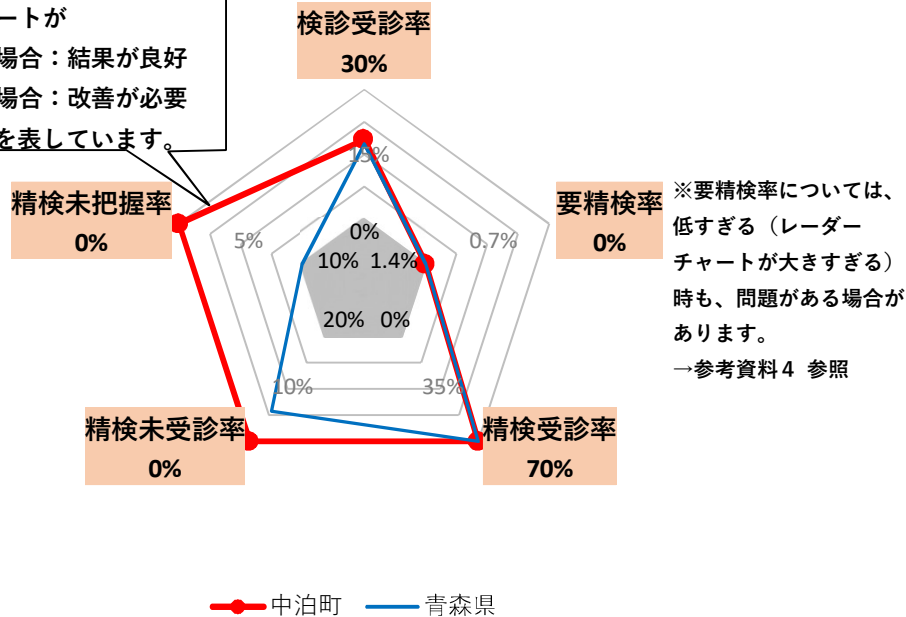 ートが
場合：結果が良好
場合：改善が必要
を表しています。
検診受診率
30%
15%
精検未把握率
0%
5%
0%
0.7%
要精検率
0%
10% 1.4%
20% 0%
10%
35%
精検未受診率
0%
精検受診率
70%
※要精検率については、
低すぎる（レーダー
チャートが大きすぎる）
時も、問題がある場合が
あります。
→参考資料４ 参照
中泊町
青森県